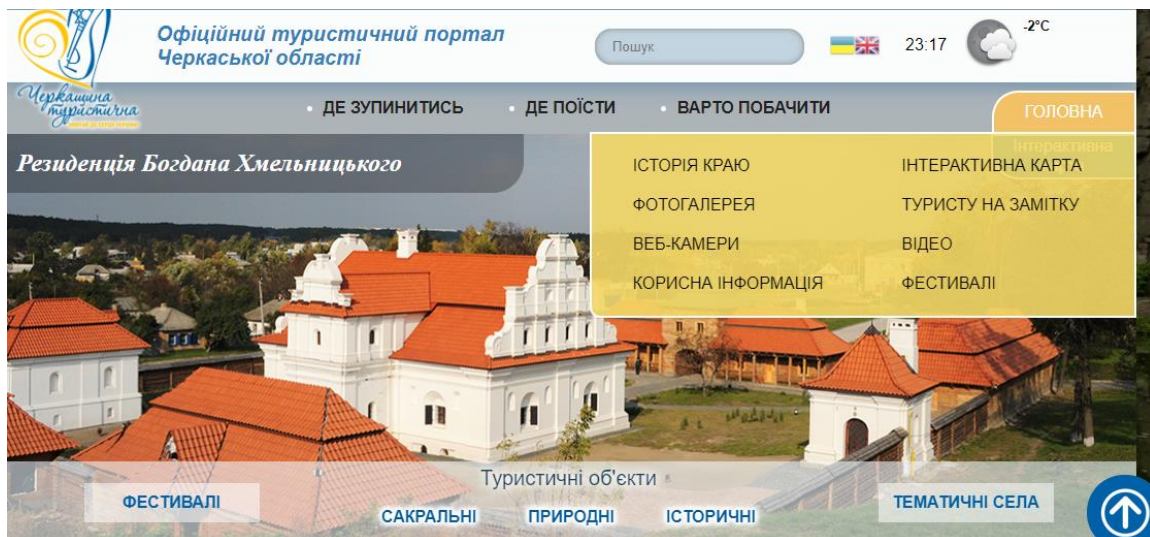 Офіційний туристичний портал
Черкаської області
Пошук
23:17
-2°C
Черкащина
туристична
ДЕ ЗУПИНИТИСЬ
ДЕ ПОЇСТИ
ВАРТО ПОБАЧИТИ
ГОЛОВНА
Інтерактивна
Резиденція Богдана Хмельницького
ІСТОРІЯ КРАЮ
ІНТЕРАКТИВНА КАРТА
ФОТОГАЛЕРЕЯ
ТУРИСТУ НА ЗАМІТКУ
ВЕБ-КАМЕРИ
ВІДЕО
КОРИСНА ІНФОРМАЦІЯ
ФЕСТИВАЛІ
Туристичні об'єкти
ФЕСТИВАЛІ
САКРАЛЬНІ
ПРИРОДНІ
ІСТОРИЧНІ
ТЕМАТИЧНІ СЕЛА